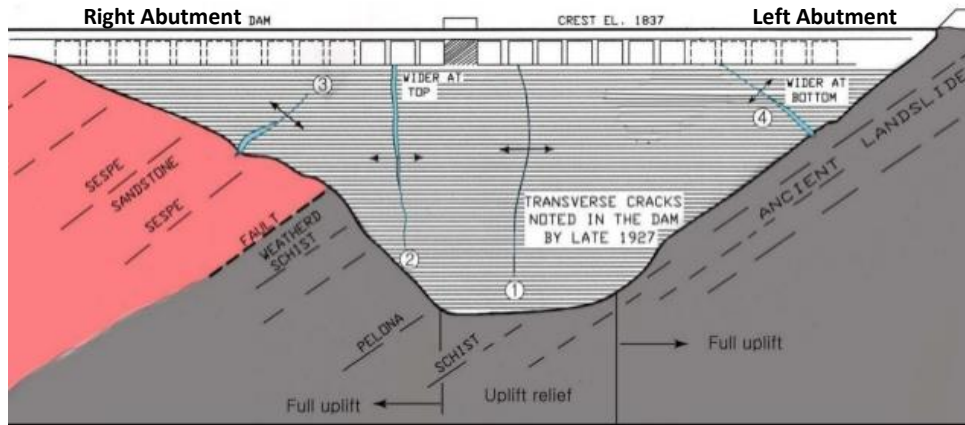 Right Abutment
DAM
CREST EL. 1837
Left Abutment
3
WIDER AT
TOP
WIDER AT
BOTTOM
4
SESPE
SANDSTONE
SESPE
FAULT
WEATHERD
SCHIST
TRANSVERSE CRACKS
NOTED IN THE DAM
BY LATE 1927
ANCIENT LANDSLIDE
2
1
PELONA
SCHIST
Full uplift
Uplift relief
Full uplift